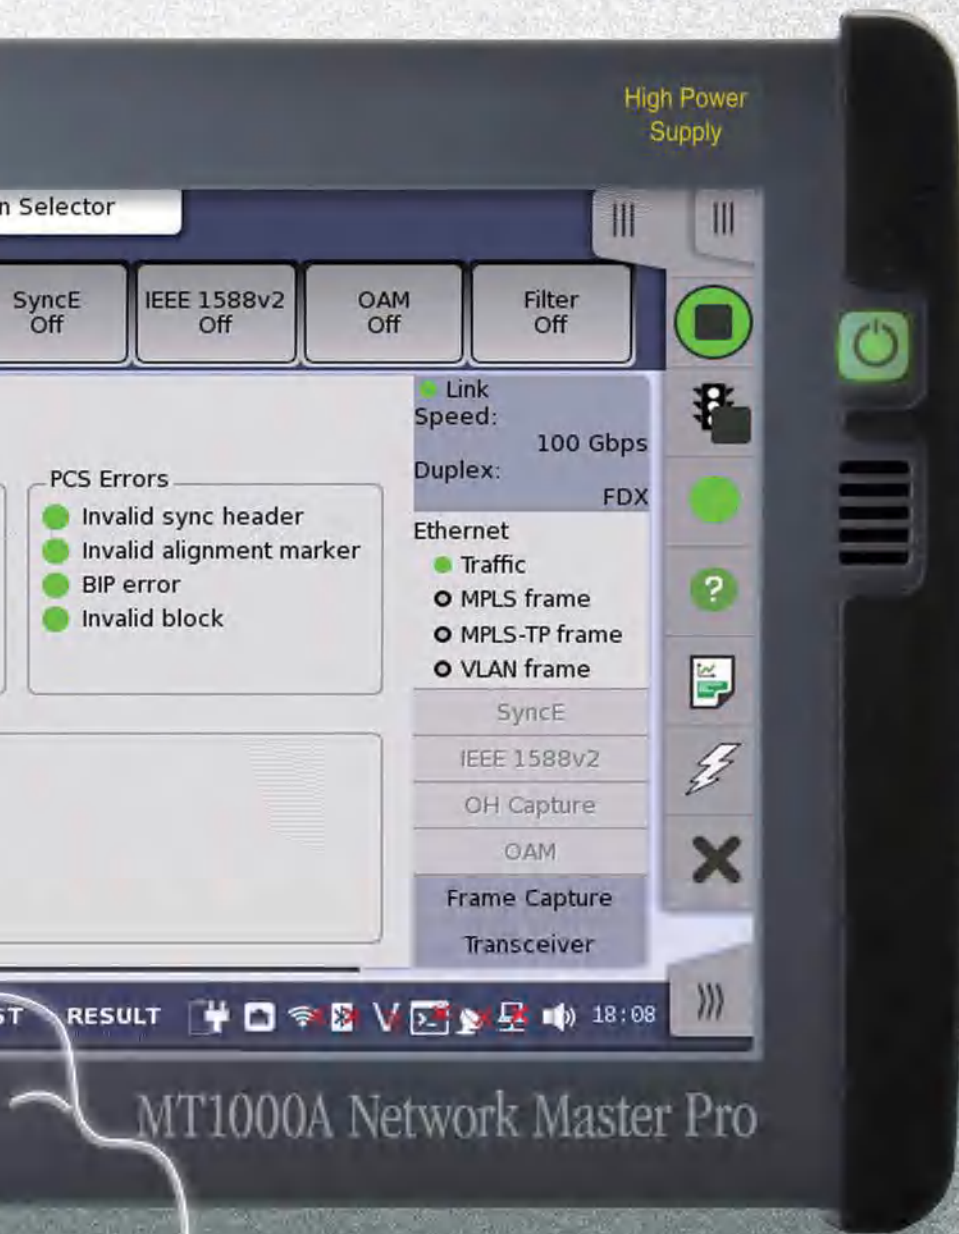 High Power
Supply
n Selector
SyncE
Off
IEEE 1588v2
Off
OAM
Off
Filter
Off
Link
Speed:
100 Gbps
Duplex:
FDX
PCS Errors
Invalid sync header
Invalid alignment marker
BIP error
Invalid block
Ethernet
Traffic
MPLS frame
MPLS-TP frame
VLAN frame
SyncE
IEEE 1588v2
OH Capture
OAM
Frame Capture
Transceiver
ST
RESULT
18:08
MT1000A Network Master Pro